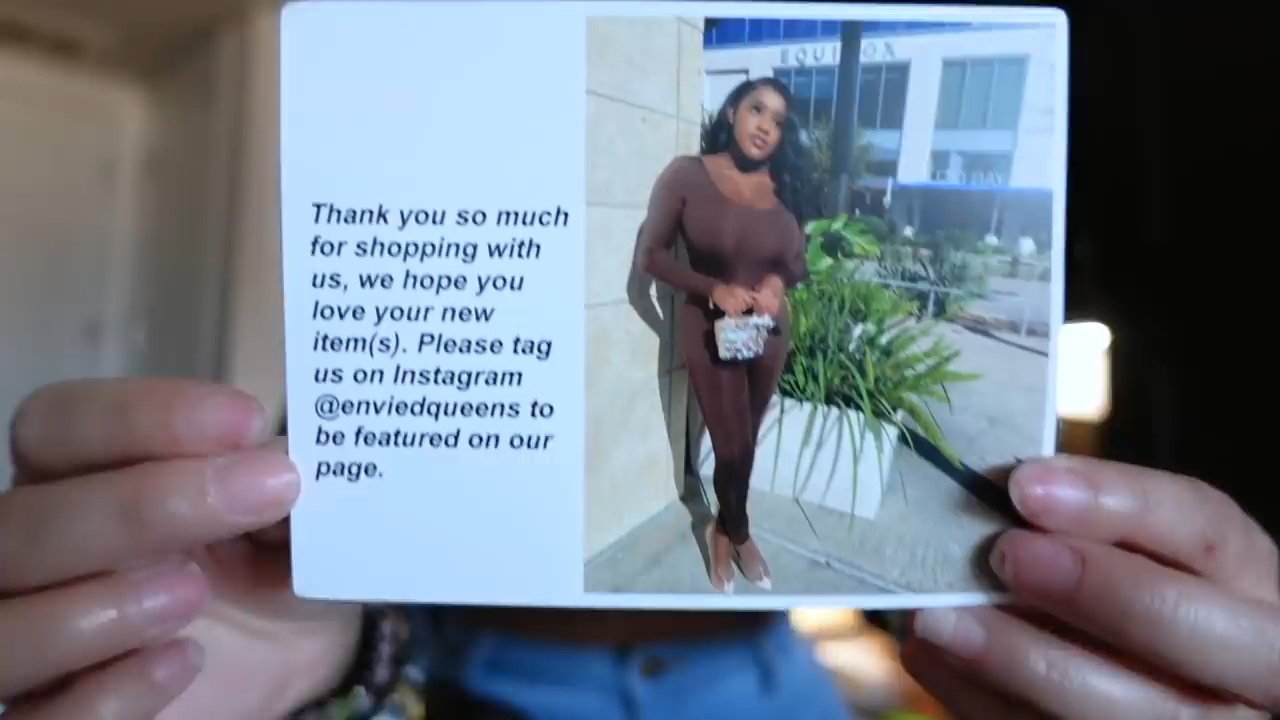 EQUINOX
Thank you so much
for shopping with
us, we hope you
love your new
item(s). Please tag
us on Instagram
@enviedqueens to
be featured on our
page.